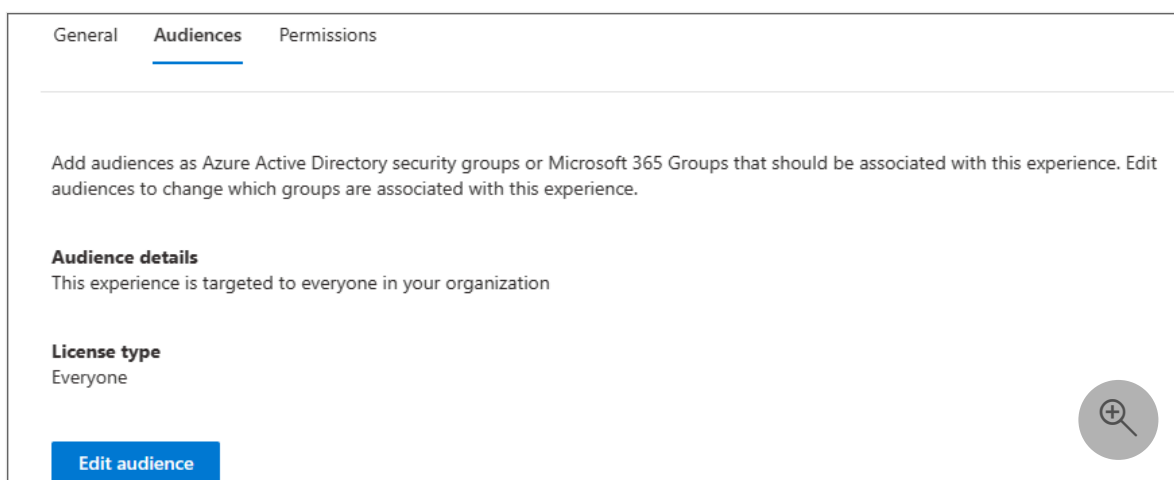 General Audiences Permissions
Add audiences as Azure Active Directory security groups or Microsoft 365 Groups that should be associated with this experience. Edit
audiences to change which groups are associated with this experience.
Audience details
This experience is targeted to everyone in your organization
License type
Everyone
Edit audience